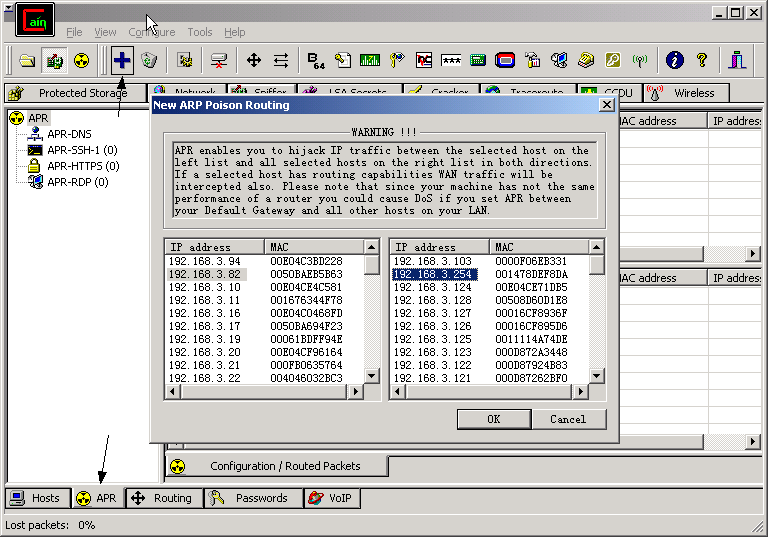 Cain
File View Configure Tools Help
B
64
Protected Storage Network Sniffer LSA Secrets Cracker Traceroute CCDU Wireless
New ARP Poison Routing
WARNING !!!
APR enables you to hijack IP traffic between the selected host on the
left list and all selected hosts on the right list in both directions.
If a selected host has routing capabilities WAN traffic will be
intercepted also. Please note that since your machine has not the same
performance of a router you could cause DoS if you set APR between
your Default Gateway and all other hosts on your LAN.
IP address MAC
192.168.3.94 00E04C3BD228
192.168.3.82 0050BAEB5B63
192.168.3.10 00E04CE4C581
192.168.3.11 001676344F78
192.168.3.16 00E04C0468FD
192.168.3.17 0050BA694F23
192.168.3.19 00061BDFF94E
192.168.3.20 00E04CF96164
192.168.3.21 000FB0635764
192.168.3.22 004046032BC3
IP address MAC
192.168.3.103 0000F06EB331
192.168.3.254 001478DEF8DA
192.168.3.124 00E04CE71DB5
192.168.3.128 00508D60D1E8
192.168.3.127 00016CF8936F
192.168.3.126 00016CF895D6
192.168.3.125 0011114A74DE
192.168.3.123 000D872A3448
192.168.3.122 000D87924B83
192.168.3.121 000D87262BF0
OK Cancel
APR
APR-DNS
APR-SSH-1 (0)
APR-HTTPS (0)
APR-RDP (0)
MAC address IP addres
MAC address IP addres
Configuration / Routed Packets
Hosts APR Routing Passwords VoIP
Lost packets: 0%